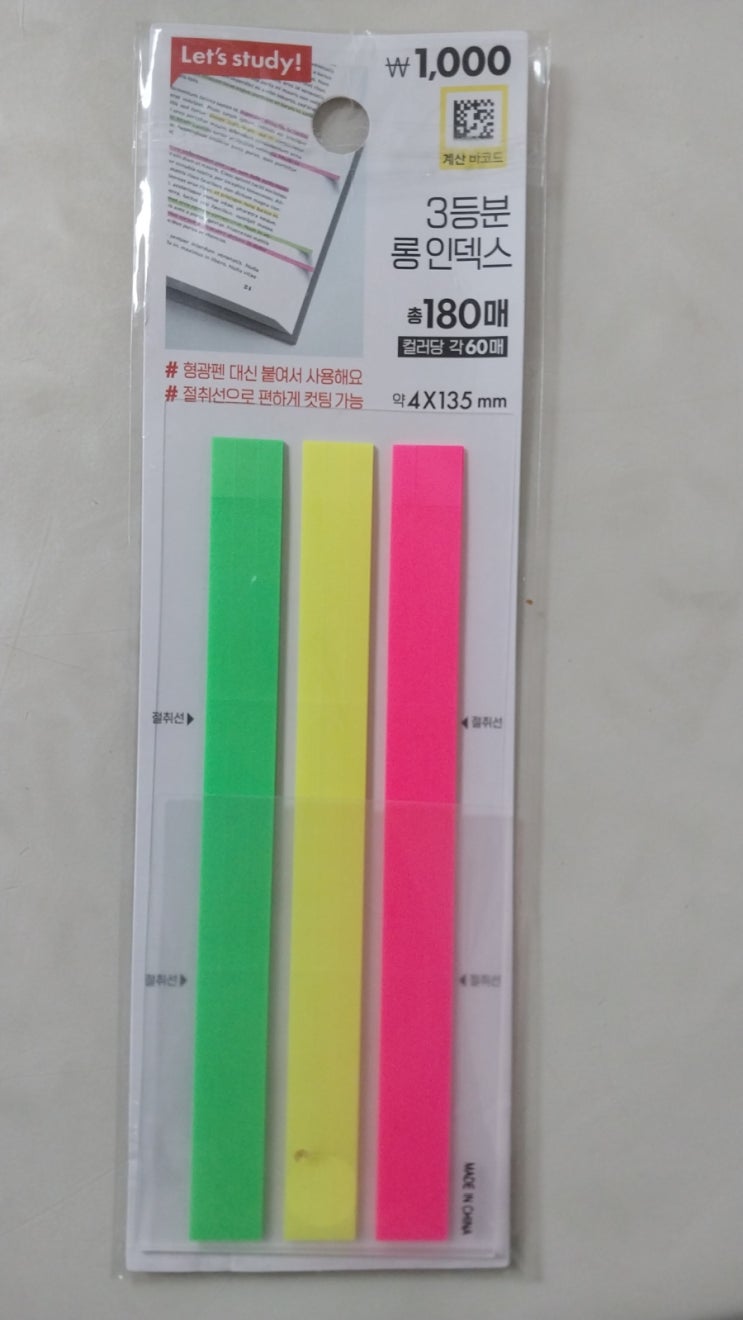 Let's study!
₩1,000
계산 바코드
3등분
롱 인덱스
총180매
컬러당 각60매
# 형광펜 대신 붙여서 사용해요
# 절취선으로 편하게 컷팅 가능
약4X135 mm
절취선▶
◀절취선
절취선▶
◀절취선
MADE IN CHINA